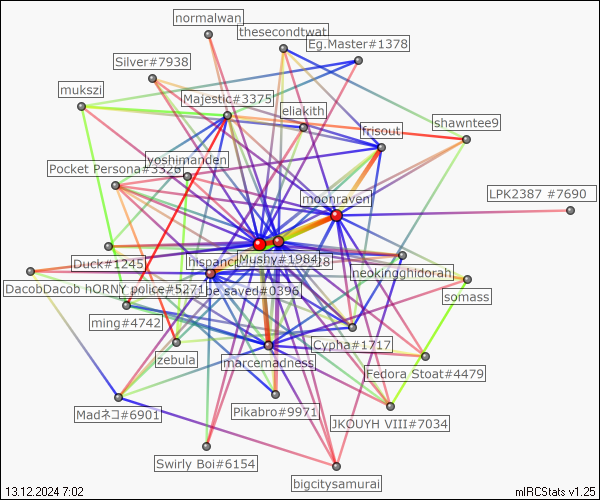 normalwan
thesecondtwat
Eg.Master#1378
Silver#7938
mukszi
Majestic#3375
eliakith
shawntee9
frisout
yoshimanden
Pocket Persona#3326
LPK2387 #7690
moonraven
Mushy#1984
Duck#1245
neokingghidorah
DacobDacob hORNY police#5271
be saved#0396
somass
ming#4742
Cypha#1717
zebula
marcemadness
Fedora Stoat#4479
Madネコ#6901
Pikabro#9971
JKOUYH VIII#7034
Swirly Boi#6154
bigcitysamurai
13.12.2024 7:02
mIRCStats v1.25